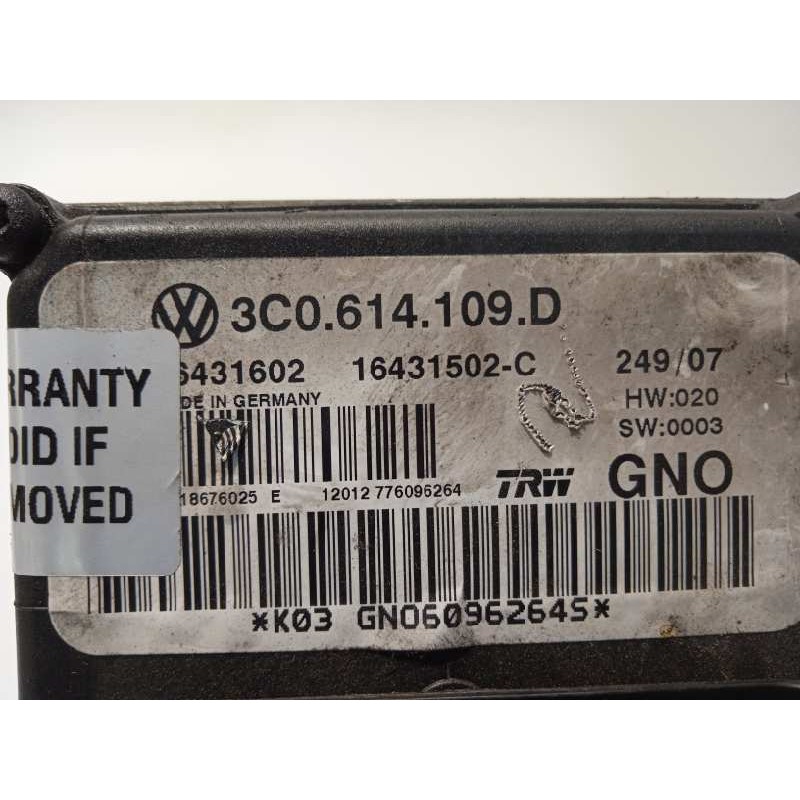 3C0.614.109.D
6431602 16431502-C 249/07
DE IN GERMANY HW:020
SW:0003
RRANTY
OID IF
MOVED
18676025 E 12012 776096264 TRW GNO
*K03 GNO6096264S*